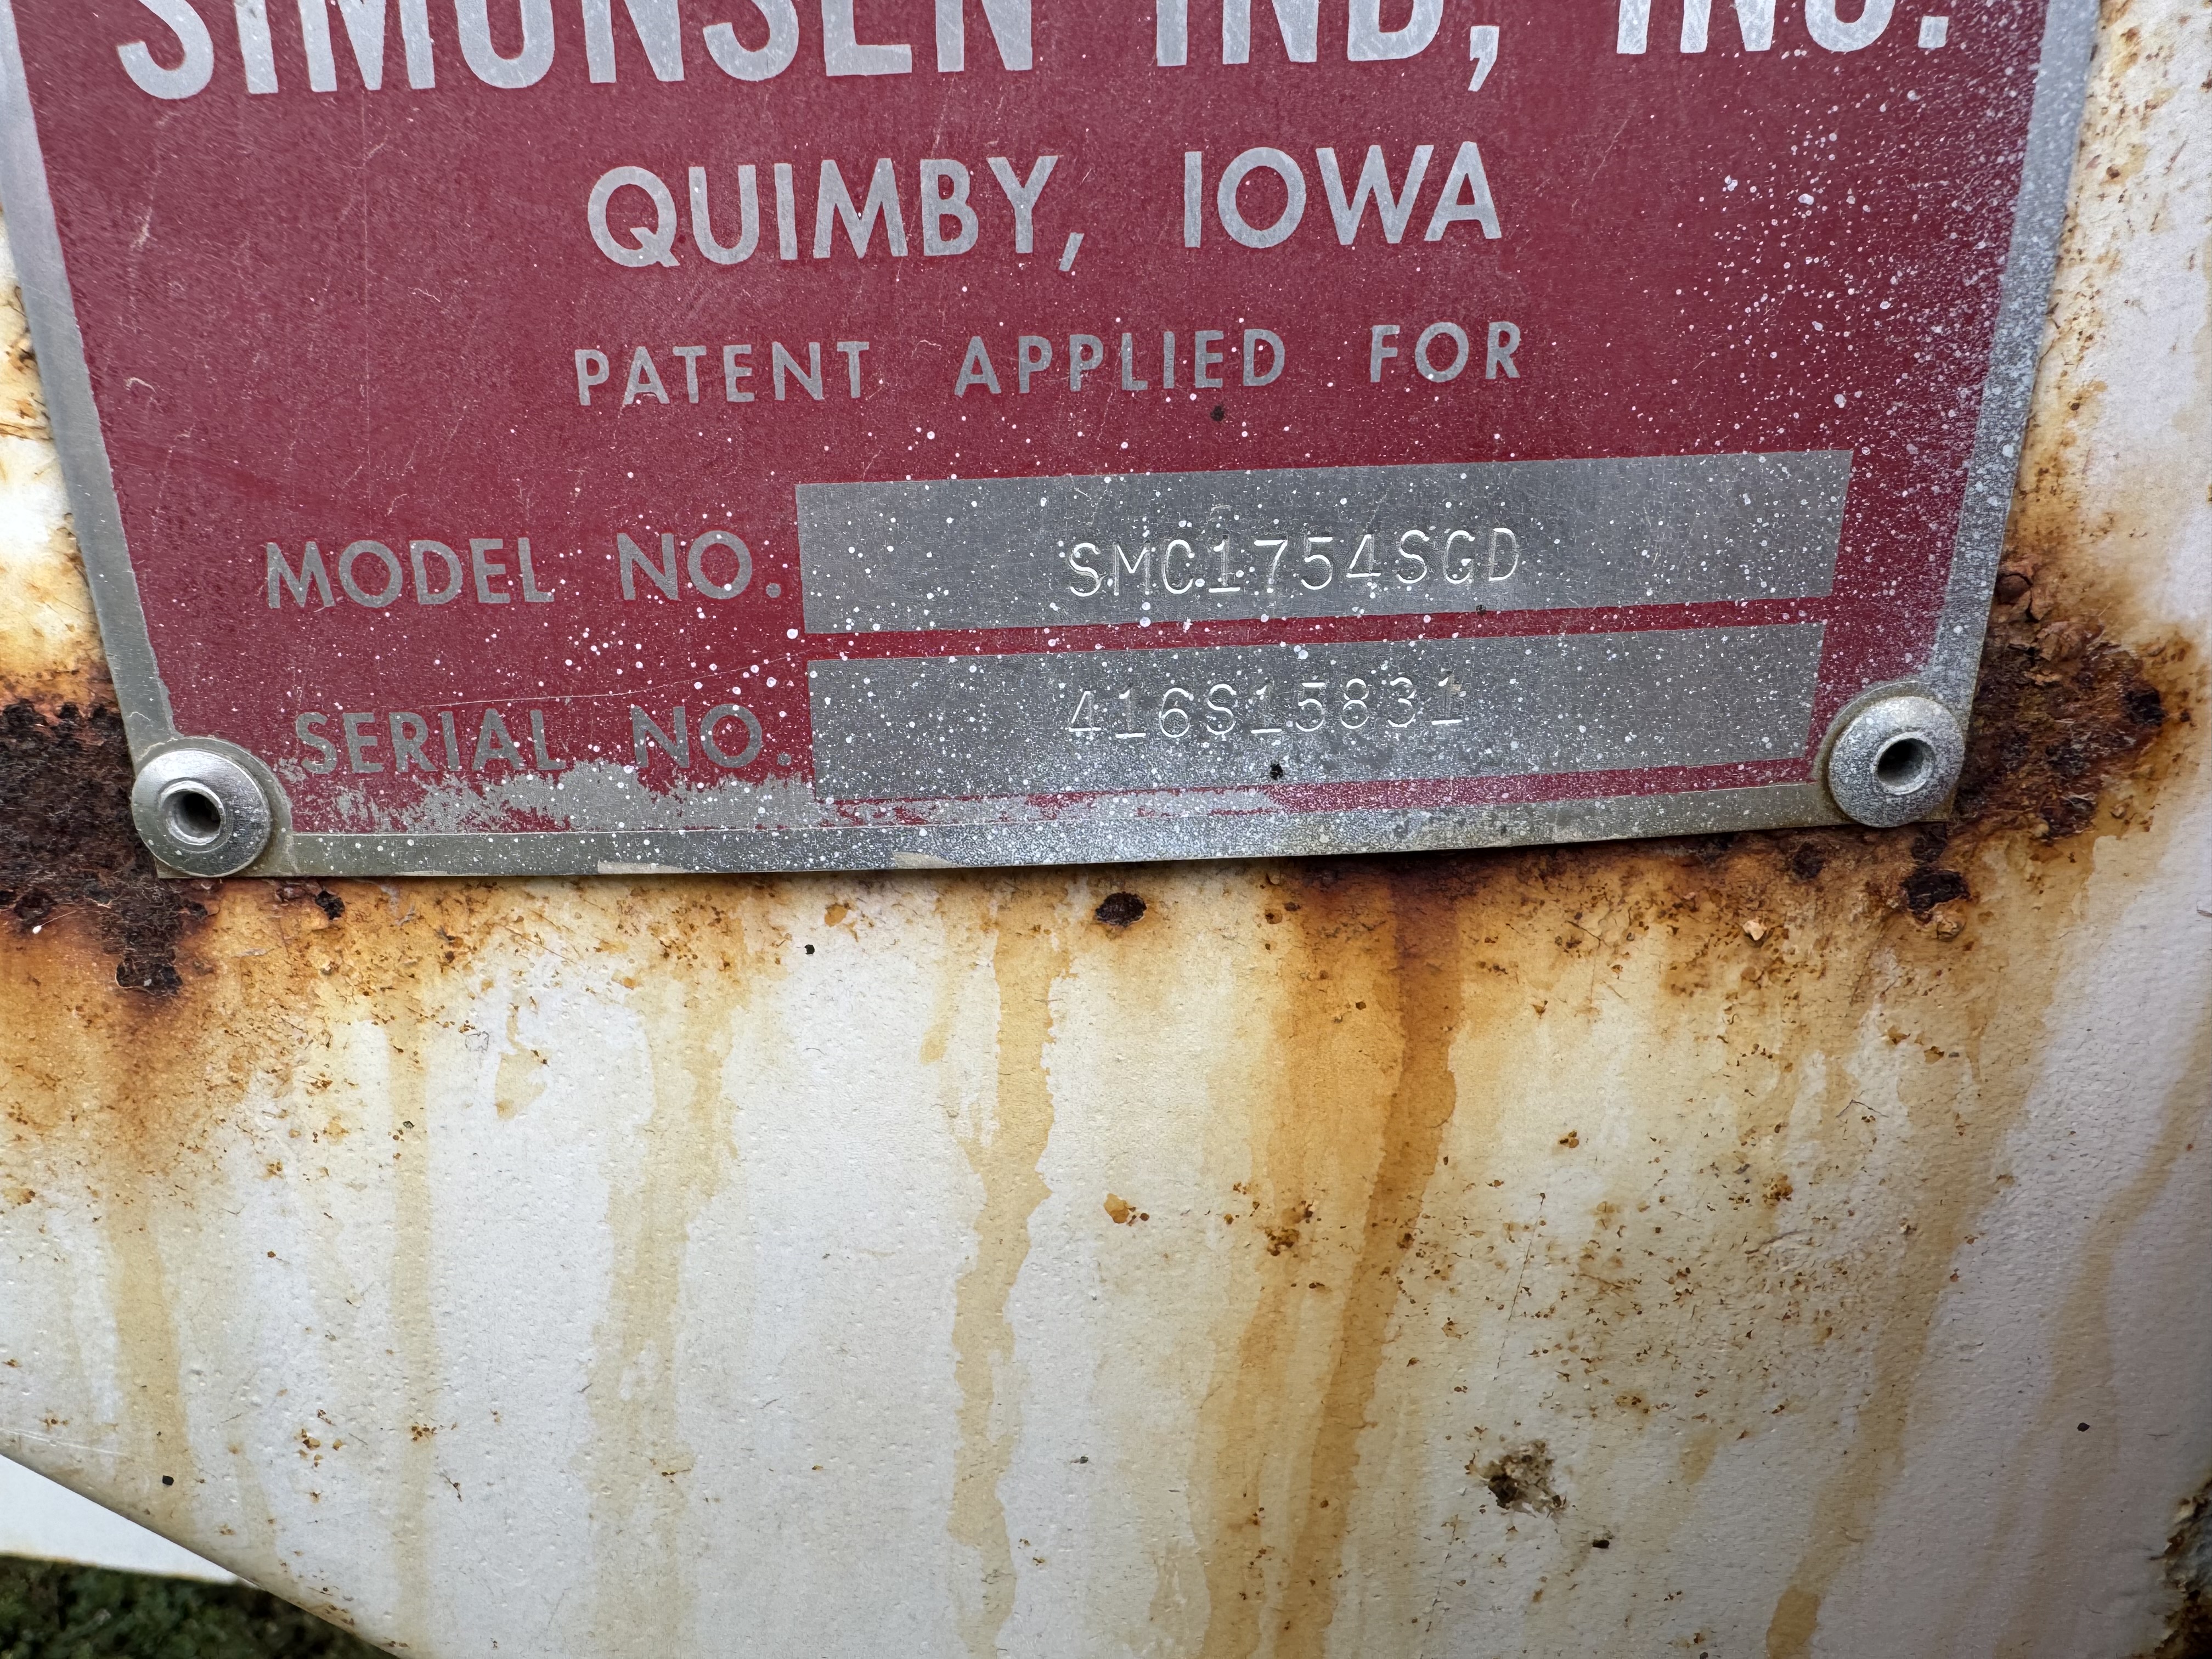 SIMONSEN IND, INC.
QUIMBY, IOWA
PATENT APPLIED FOR
MODEL NO. SMC1754SGD
SERIAL NO. 416S15831